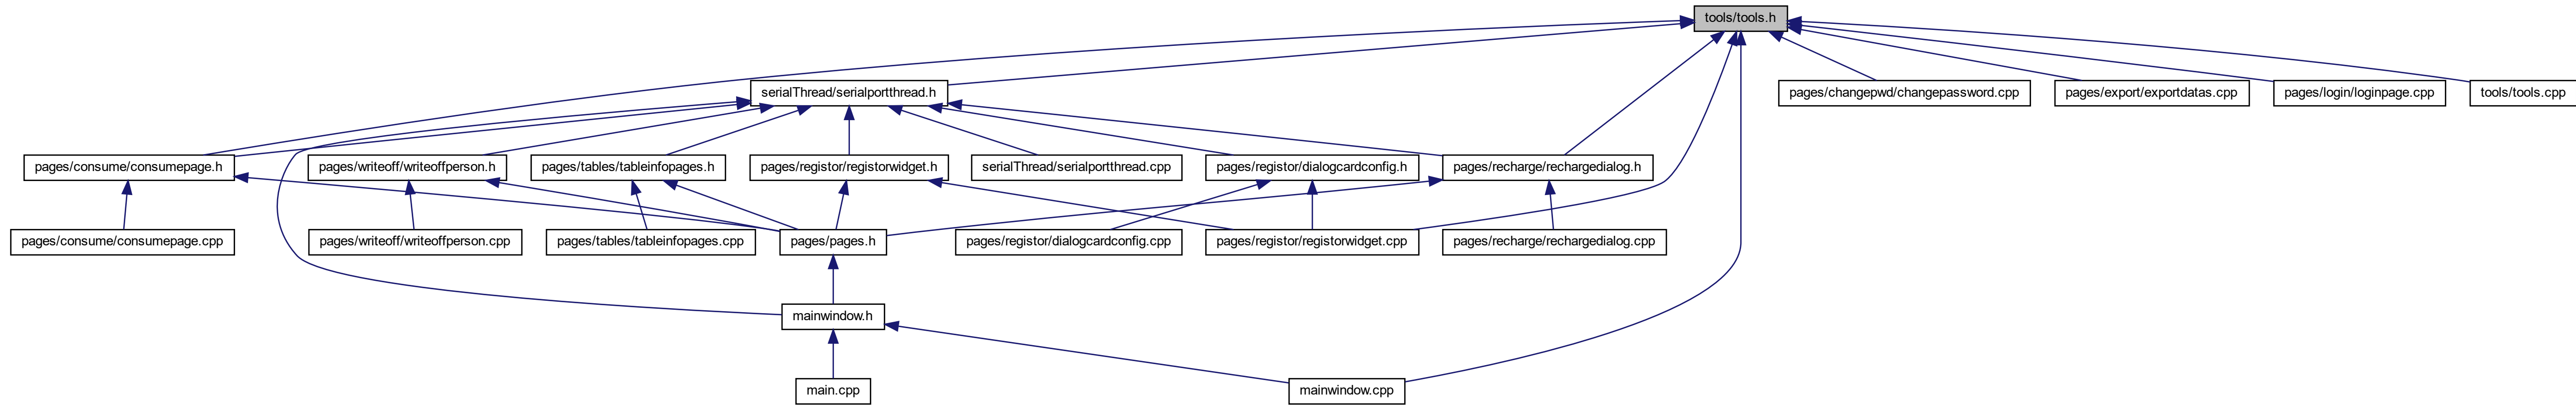 tools/tools.h
serialThread/serialportthread.h
pages/changepwd/changepassword.cpp
pages/export/exportdatas.cpp
pages/login/loginpage.cpp
tools/tools.cpp
pages/consume/consumepage.h
pages/writeoff/writeoffperson.h
pages/tables/tableinfopages.h
pages/registor/registorwidget.h
serialThread/serialportthread.cpp
pages/registor/dialogcardconfig.h
pages/recharge/rechargedialog.h
pages/consume/consumepage.cpp
pages/writeoff/writeoffperson.cpp
pages/tables/tableinfopages.cpp
pages/pages.h
pages/registor/dialogcardconfig.cpp
pages/registor/registorwidget.cpp
pages/recharge/rechargedialog.cpp
mainwindow.h
main.cpp
mainwindow.cpp